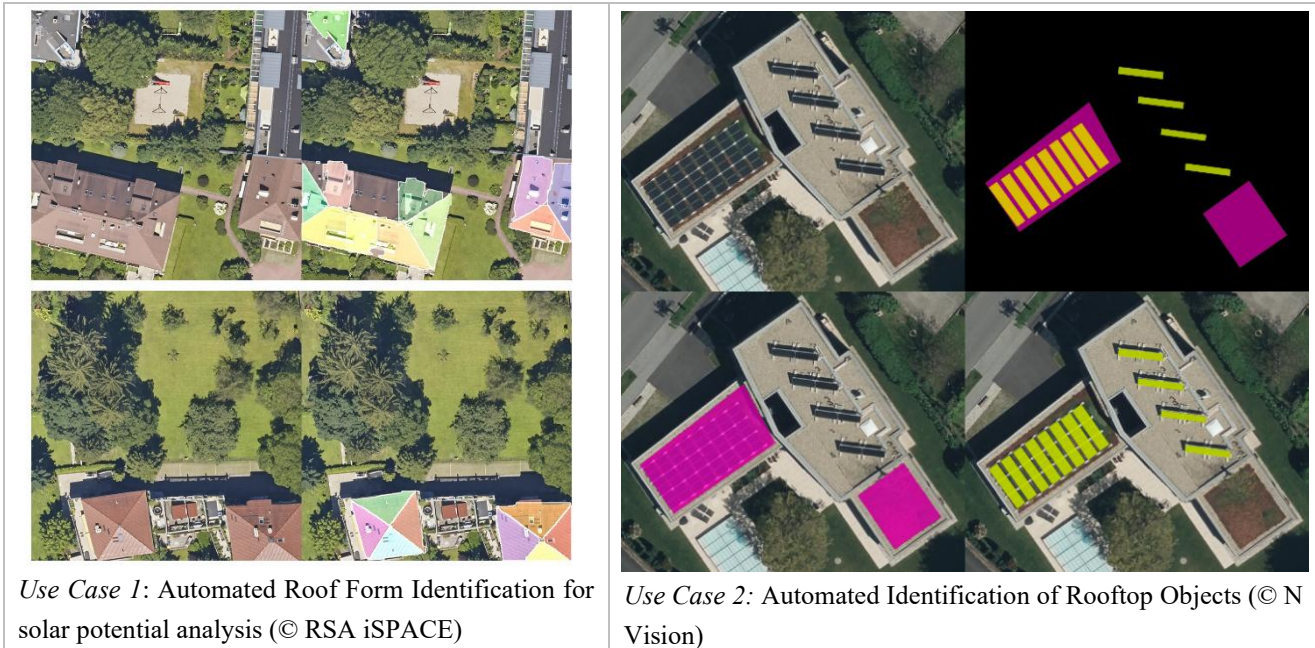 Use Case 1: Automated Roof Form Identification for
solar potential analysis (© RSA iSPACE)
Use Case 2: Automated Identification of Rooftop Objects (© N
Vision)